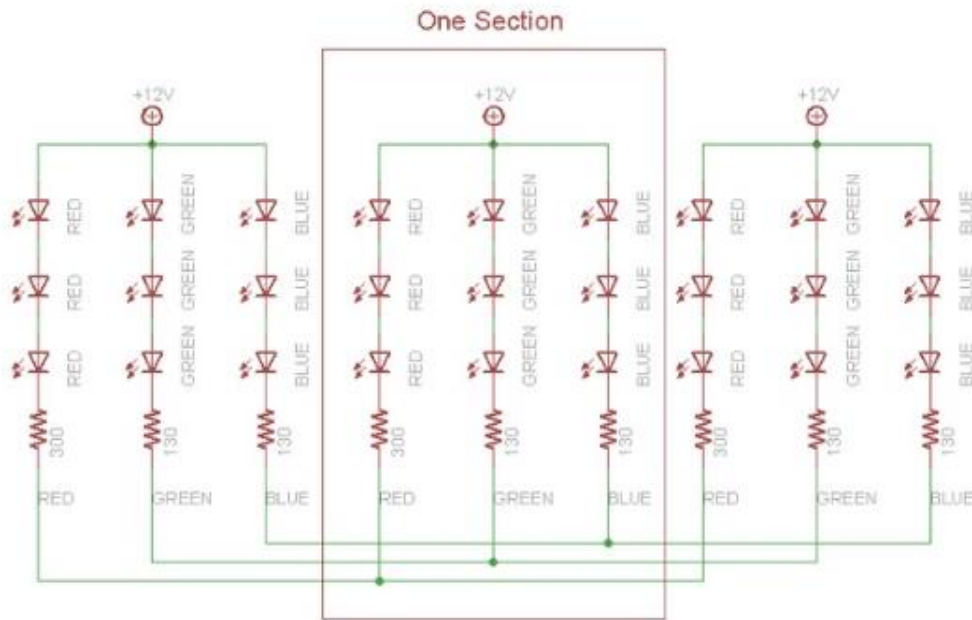 One Section
+12V +12V +12V
RED GREEN BLUE RED GREEN BLUE RED GREEN BLUE
RED GREEN BLUE RED GREEN BLUE RED GREEN BLUE
RED GREEN BLUE RED GREEN BLUE RED GREEN BLUE
300 130 130 300 130 130 300 130 130
RED GREEN BLUE RED GREEN BLUE RED GREEN BLUE